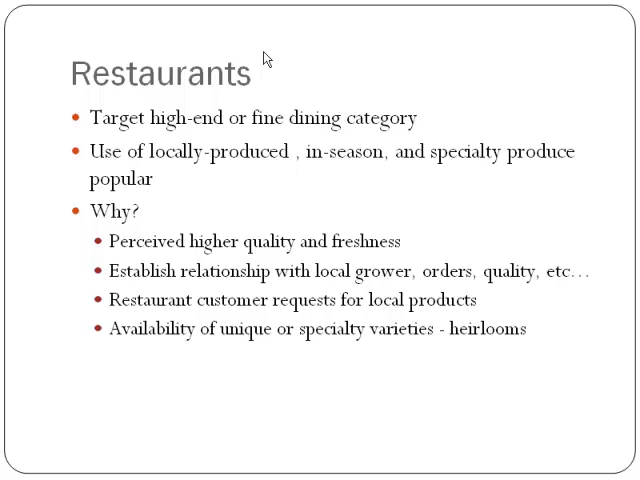 Restaurants
• Target high-end or fine dining category
• Use of locally-produced , in-season, and specialty produce
popular
• Why?
• Perceived higher quality and freshness
• Establish relationship with local grower, orders, quality, etc…
• Restaurant customer requests for local products
• Availability of unique or specialty varieties - heirlooms